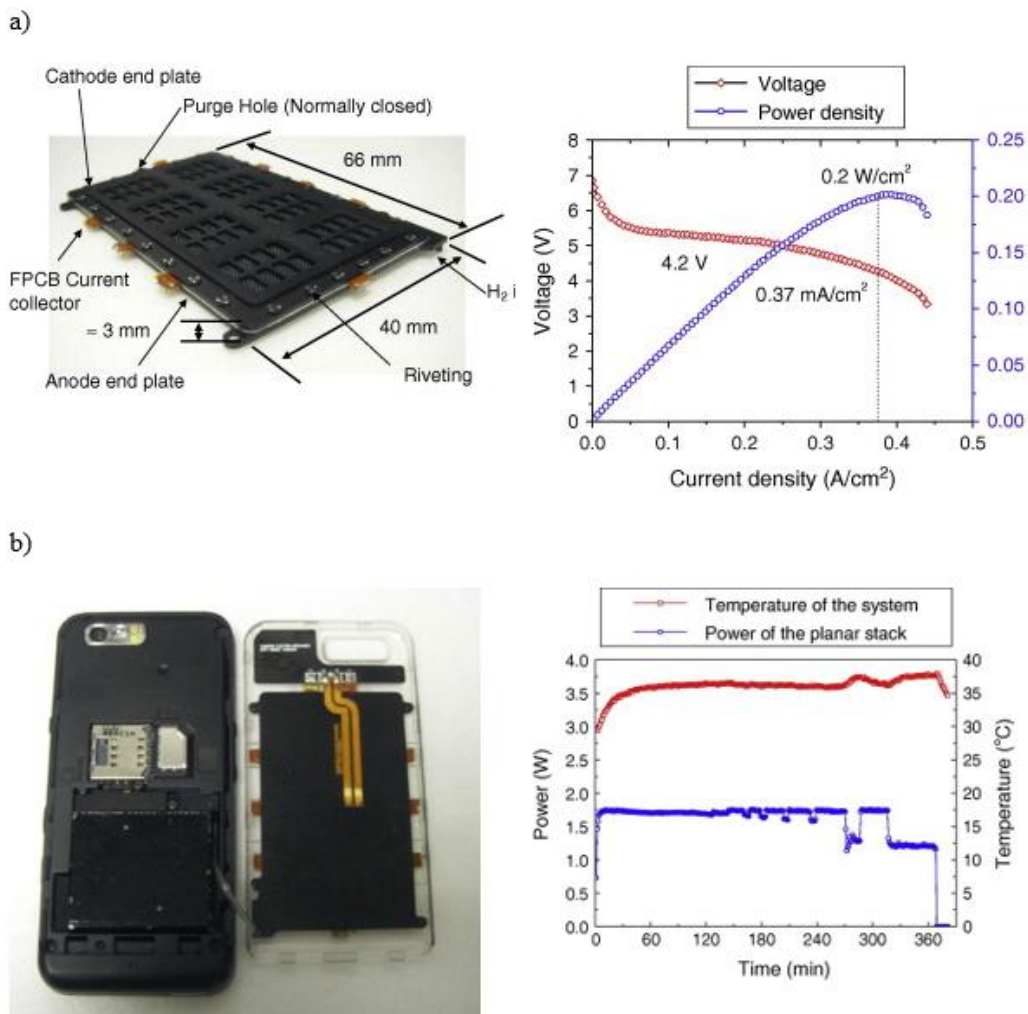 a)
Cathode end plate
Purge Hole (Normally closed)
66 mm
FPCB Current
collector
= 3 mm
Anode end plate
H₂ i
40 mm
Riveting
Voltage
Power density
8
7
6
5
4
3
2
1
0
Voltage (V)
0.2 W/cm²
4.2 V
0.37 mA/cm²
0.25
0.20
0.15
0.10
0.05
0.00
0.0 0.1 0.2 0.3 0.4 0.5
Current density (A/cm²)
b)
Temperature of the system
Power of the planar stack
4.0
3.5
3.0
2.5
2.0
1.5
1.0
0.5
0.0
Power (W)
40
35
30
25
20
15
10
5
0
Temperature (°C)
0 60 120 180 240 300 360
Time (min)